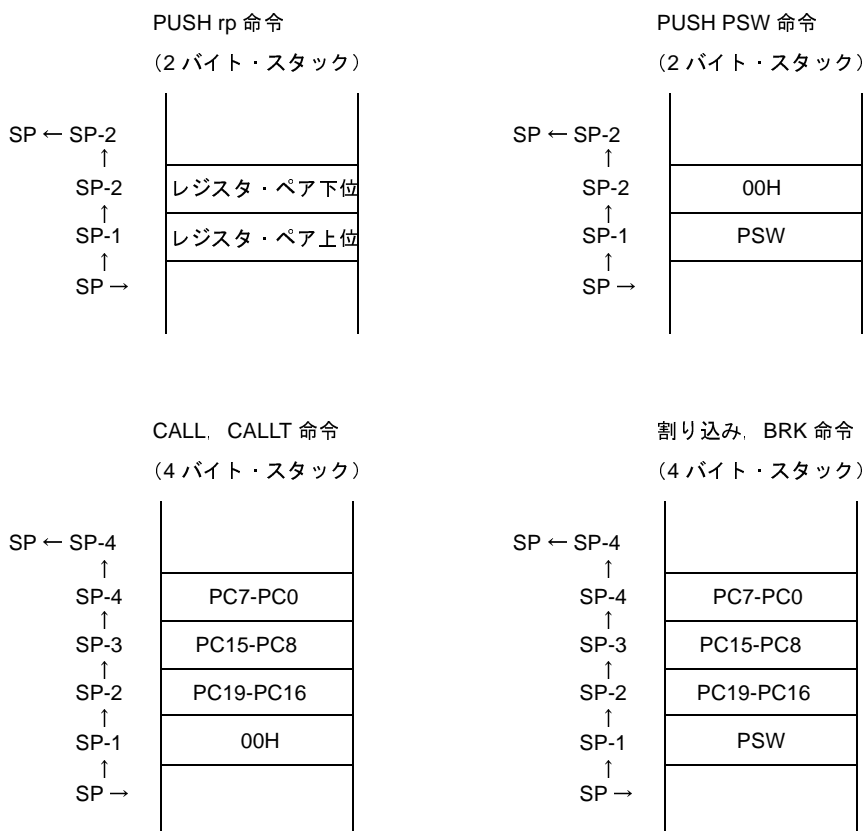 PUSH rp 命令
（2 バイト・スタック）
SP ← SP-2
↑
SP-2 レジスタ・ペア下位
↑
SP-1 レジスタ・ペア上位
↑
SP →
PUSH PSW 命令
（2 バイト・スタック）
SP ← SP-2
↑
SP-2 00H
↑
SP-1 PSW
↑
SP →
CALL, CALLT 命令
（4 バイト・スタック）
SP ← SP-4
↑
SP-4 PC7-PC0
↑
SP-3 PC15-PC8
↑
SP-2 PC19-PC16
↑
SP-1 00H
↑
SP →
割り込み, BRK 命令
（4 バイト・スタック）
SP ← SP-4
↑
SP-4 PC7-PC0
↑
SP-3 PC15-PC8
↑
SP-2 PC19-PC16
↑
SP-1 PSW
↑
SP →